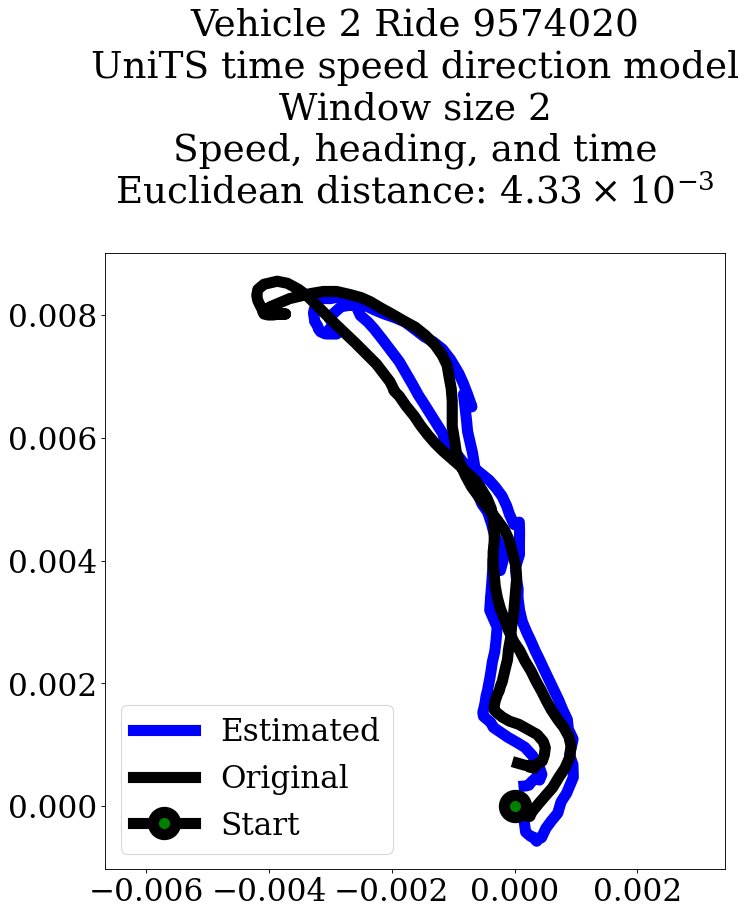 Vehicle 2 Ride 9574020
UniTS time speed direction model
Window size 2
Speed, heading, and time
Euclidean distance: 4.33 × 10⁻³
0.008
0.006
0.004
0.002
0.000
Estimated
Original
Start
−0.006 −0.004 −0.002 0.000 0.002